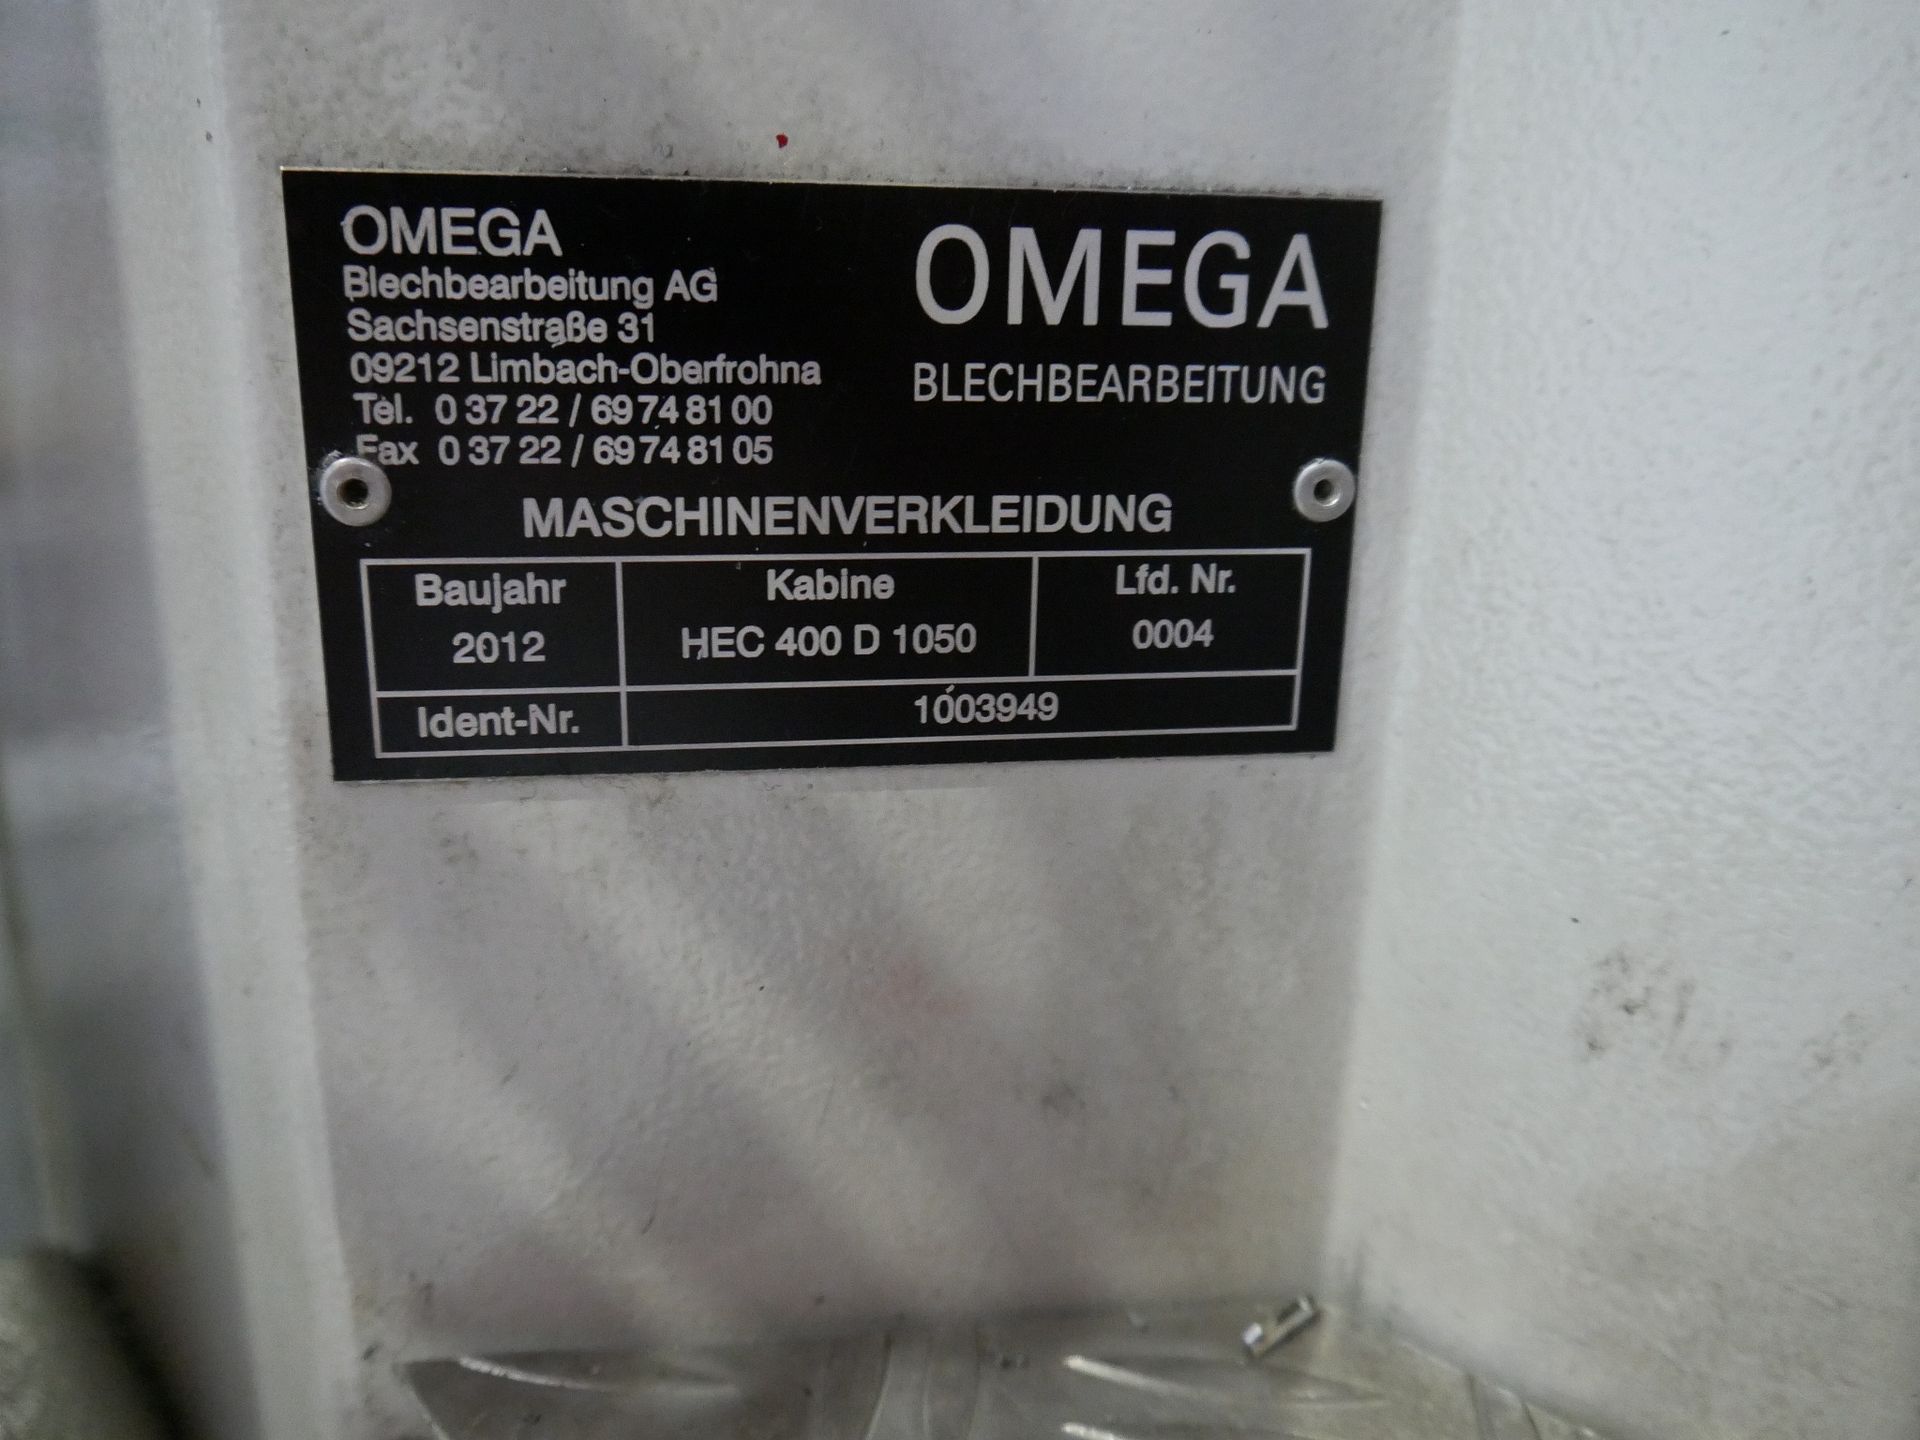 OMEGA
Blechbearbeitung AG
Sachsenstraße 31
09212 Limbach-Oberfrohna
Tel. 0 37 22 / 69 74 81 00
Fax 0 37 22 / 69 74 81 05
OMEGA
BLECHBEARBEITUNG
MASCHINENVERKLEIDUNG
Baujahr
2012
Kabine
HEC 400 D 1050
Lfd. Nr.
0004
Ident-Nr.
1003949